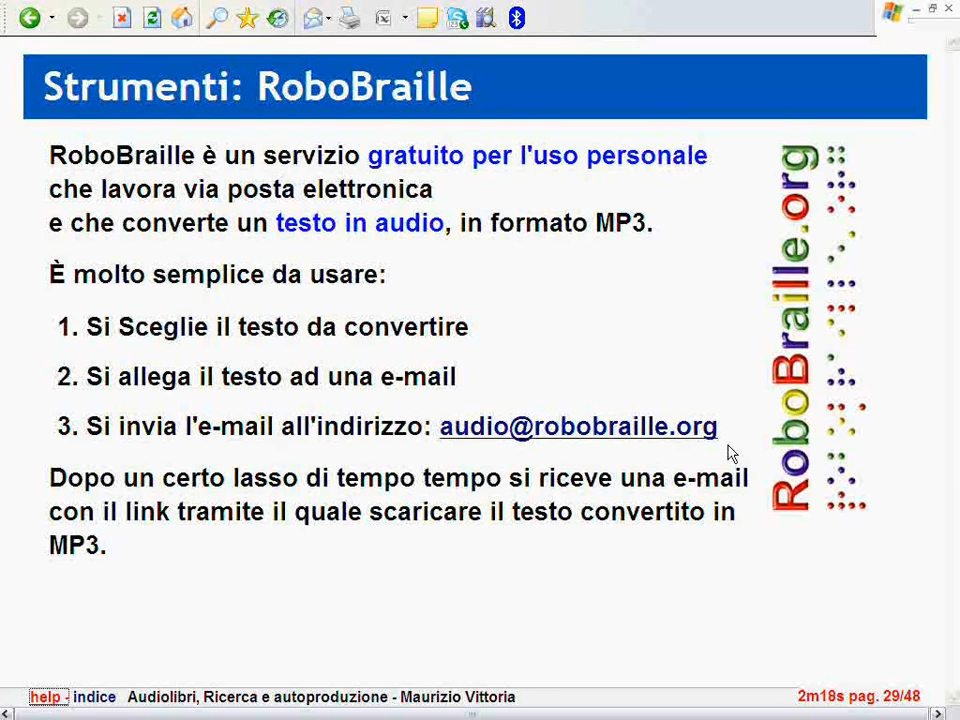 Strumenti: RoboBraille
RoboBraille è un servizio gratuito per l'uso personale
che lavora via posta elettronica
e che converte un testo in audio, in formato MP3.
È molto semplice da usare:
1. Si Sceglie il testo da convertire
2. Si allega il testo ad una e-mail
3. Si invia l'e-mail all'indirizzo: audio@robobraille.org
Dopo un certo lasso di tempo tempo si riceve una e-mail
con il link tramite il quale scaricare il testo convertito in
MP3.
RoboBraille.org
help - indice Audiolibri, Ricerca e autoproduzione - Maurizio Vittoria
2m18s pag. 29/48